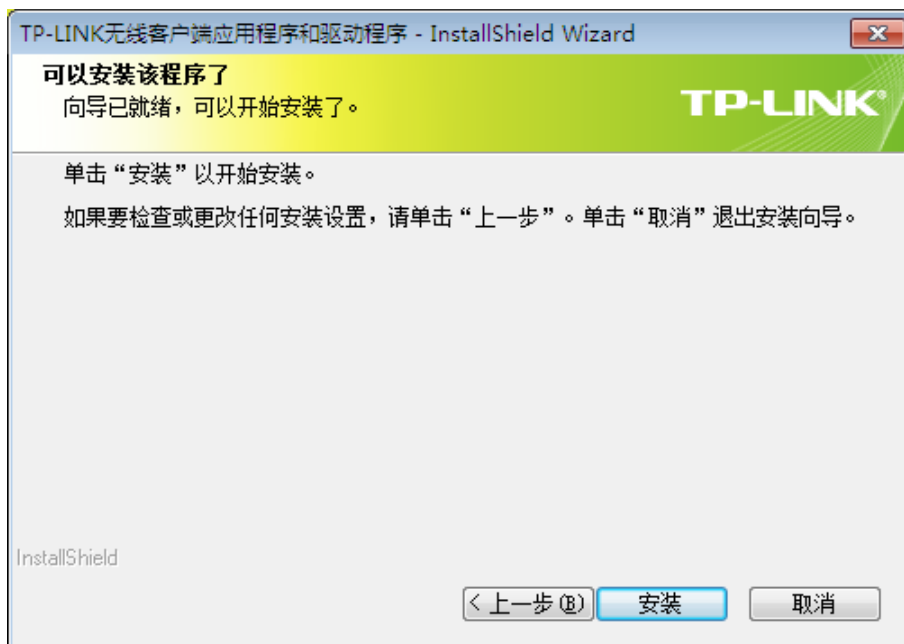 TP-LINK无线客户端应用程序和驱动程序 - InstallShield Wizard
可以安装该程序了
向导已就绪，可以开始安装了。
TP-LINK®
单击“安装”以开始安装。
如果要检查或更改任何安装设置，请单击“上一步”。单击“取消”退出安装向导。
InstallShield
< 上一步(B)
安装
取消